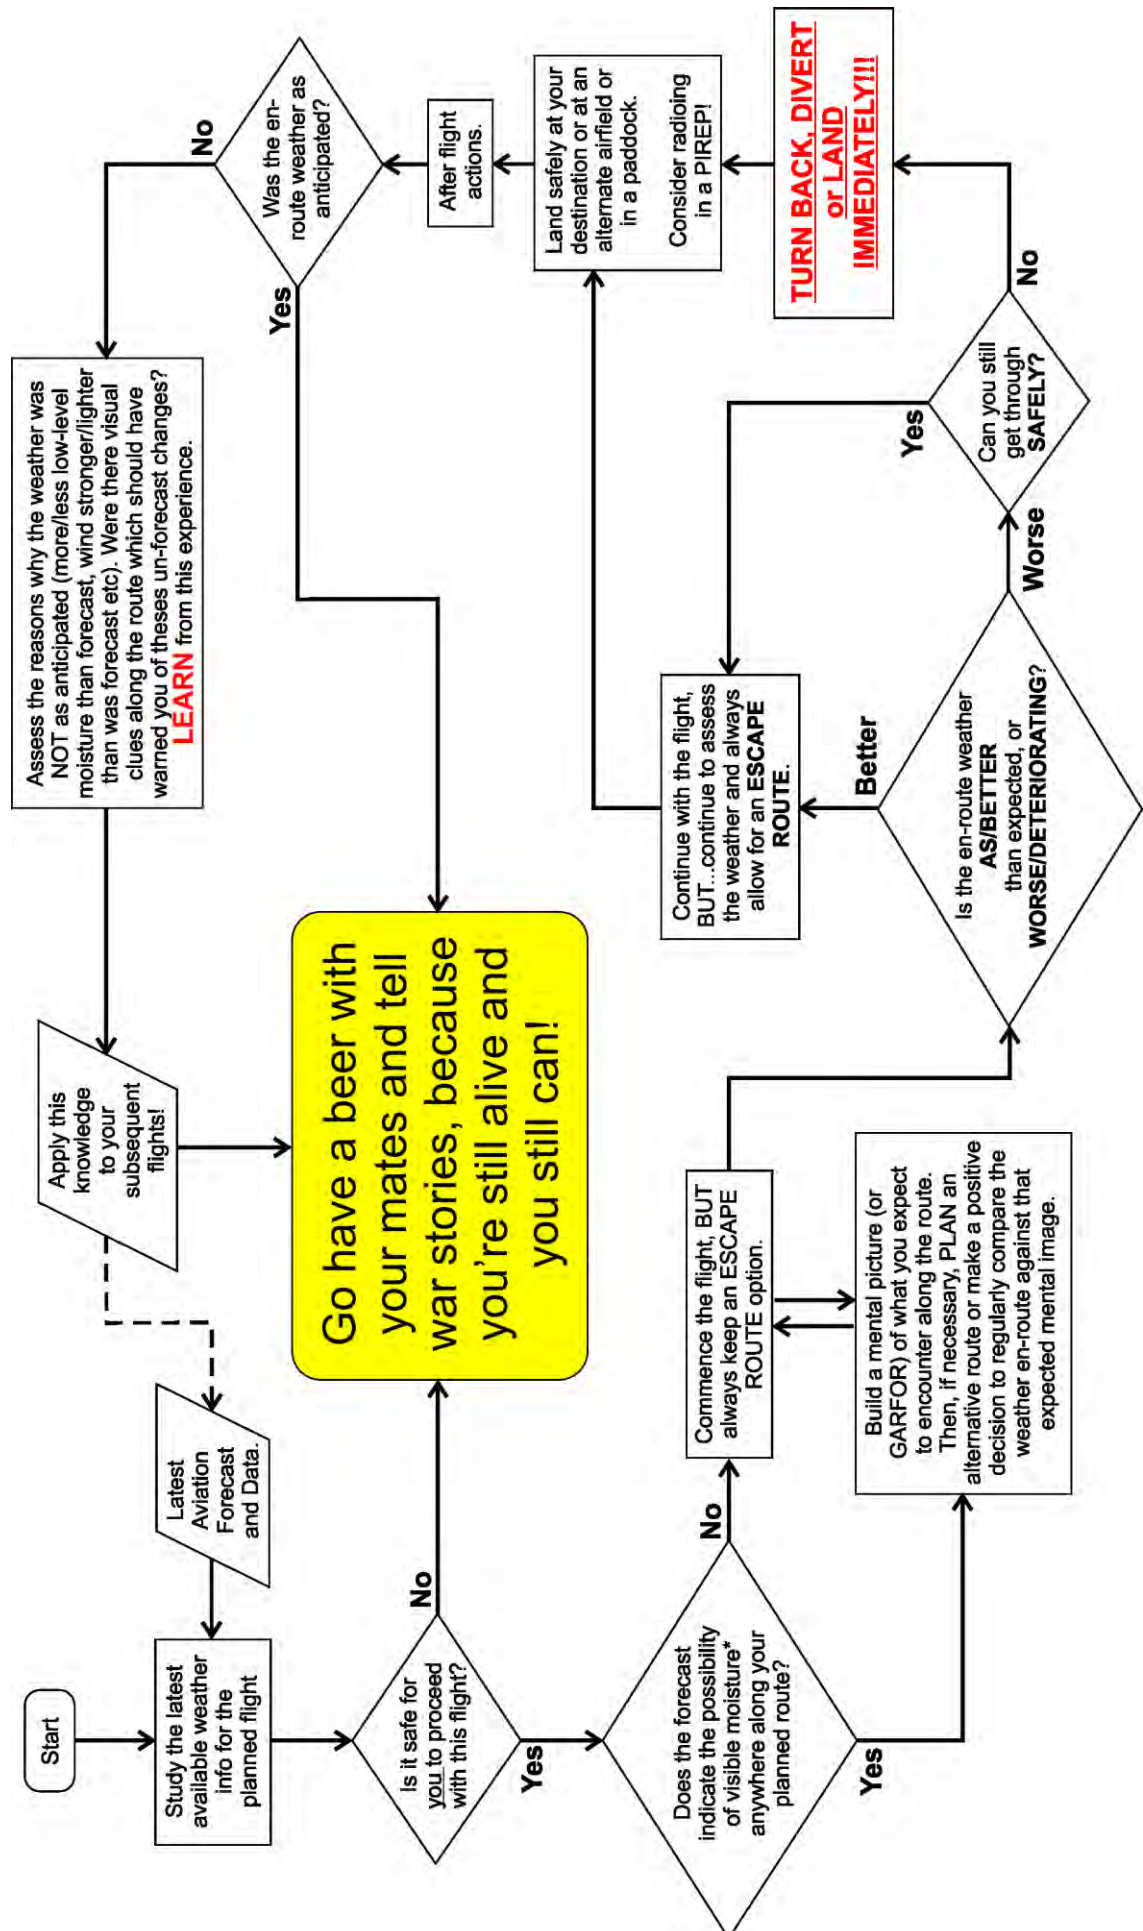 Start
Study the latest
available weather
info for the
planned flight
Latest
Aviation
Forecast
and Data.
Is it safe for
you to proceed
with this flight?
No
Yes
Does the forecast
indicate the possibility
of visible moisture*
anywhere along your
planned route?
No
Yes
Build a mental picture (or
GARFOR) of what you expect
to encounter along the route.
Then, if necessary, PLAN an
alternative route or make a positive
decision to regularly compare the
weather en-route against that
expected mental image.
Commence the flight, BUT
always keep an ESCAPE
ROUTE option.
Is the en-route weather
AS/BETTER
than expected, or
WORSE/DETERIORATING?
Better
Worse
Continue with the flight,
BUT...continue to assess
the weather and always
allow for an ESCAPE
ROUTE.
Can you still
get through
SAFELY?
Yes
No
TURN BACK, DIVERT
or LAND
IMMEDIATELY!!!
Land safely at your
destination or at an
alternate airfield or
in a paddock.
Consider radioing
in a PIREP!
After flight
actions.
Was the en-
route weather as
anticipated?
Yes
No
Assess the reasons why the weather was
NOT as anticipated (more/less low-level
moisture than forecast, wind stronger/lighter
than was forecast etc). Were there visual
clues along the route which should have
warned you of theses un-forecast changes?
LEARN from this experience.
Apply this
knowledge
to your
subsequent
flights!
Go have a beer with
your mates and tell
war stories, because
you're still alive and
you still can!